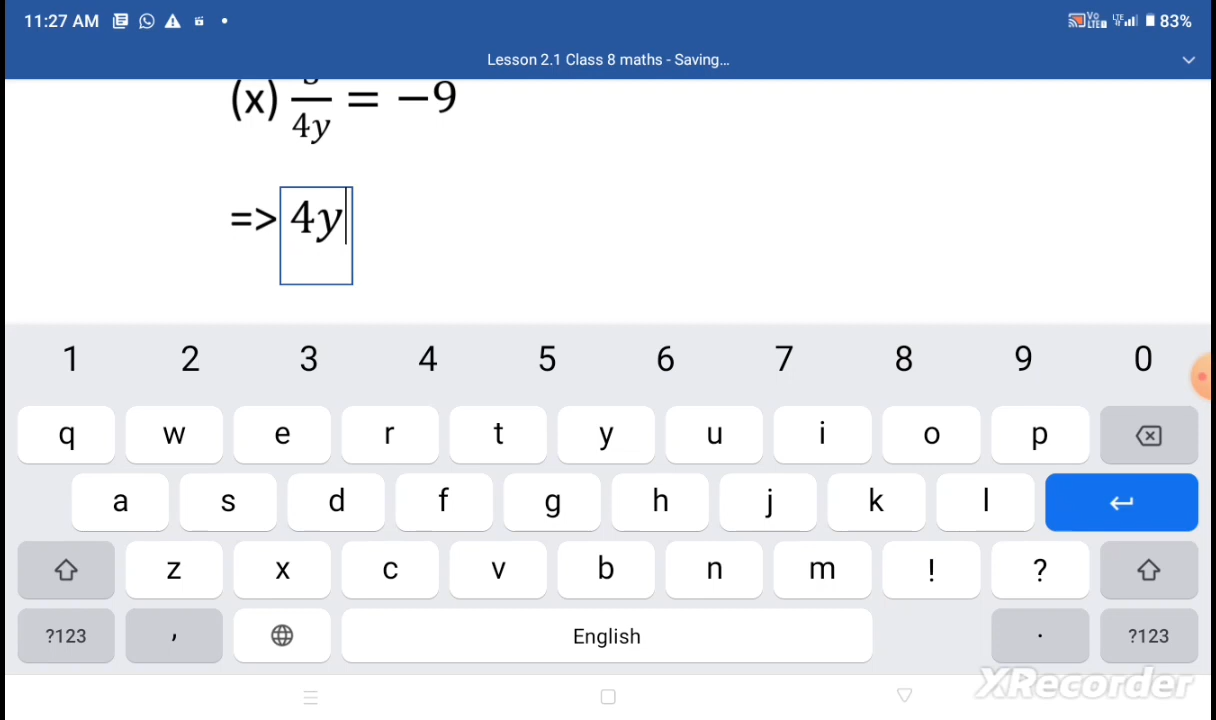 11:27 AM 83%
Lesson 2.1 Class 8 maths - Saving...
(x) /4y = −9
=> 4y
1 2 3 4 5 6 7 8 9 0
q w e r t y u i o p
a s d f g h j k l
z x c v b n m ! ?
?123 , English . ?123
XRecorder